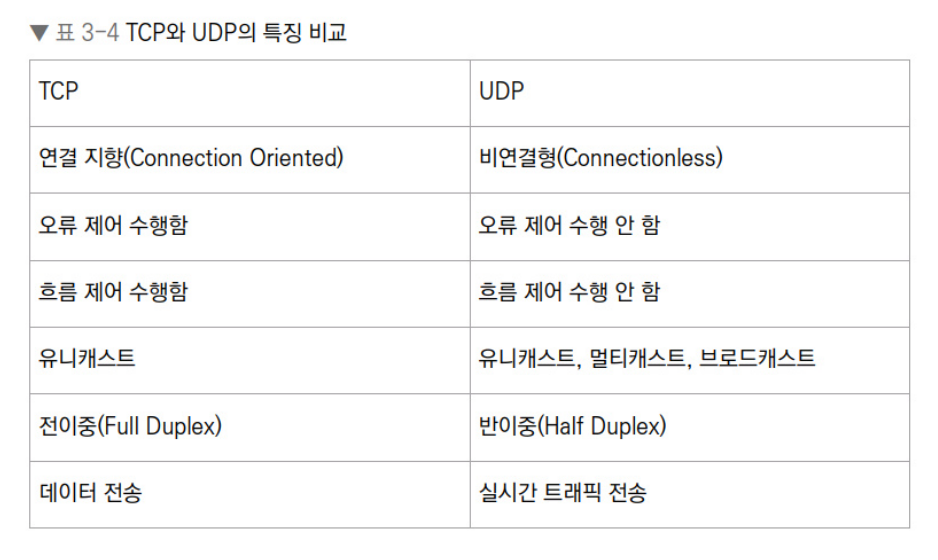 ▼ 표 3-4 TCP와 UDP의 특징 비교
TCP UDP
연결 지향(Connection Oriented) 비연결형(Connectionless)
오류 제어 수행함 오류 제어 수행 안 함
흐름 제어 수행함 흐름 제어 수행 안 함
유니캐스트 유니캐스트, 멀티캐스트, 브로드캐스트
전이중(Full Duplex) 반이중(Half Duplex)
데이터 전송 실시간 트래픽 전송